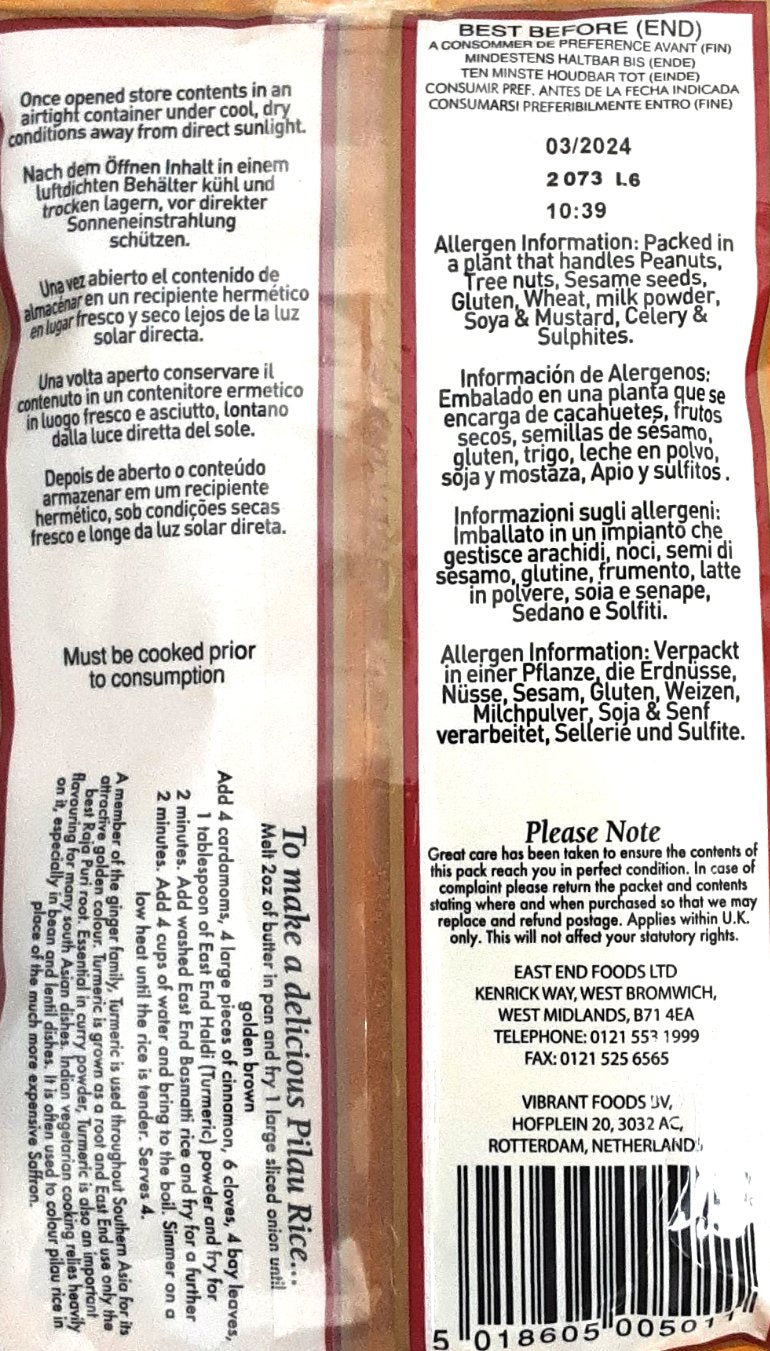 Once opened store contents in an
airtight container under cool, dry
conditions away from direct sunlight.
Nach dem Öffnen Inhalt in einem
luftdichten Behälter kühl und
trocken lagern, vor direkter
Sonneneinstrahlung
schützen.
Una vez abierto el contenido de
almacenar en un recipiente hermético
en lugar fresco y seco lejos de la luz
solar directa.
Una volta aperto conservare il
contenuto in un contenitore ermetico
in luogo fresco e asciutto, lontano
dalla luce diretta del sole.
Depois de aberto o conteúdo
armazenar em um recipiente
hermético, sob condições secas
fresco e longe da luz solar direta.
Must be cooked prior
to consumption
To make a delicious Pilau Rice...
Melt 2oz of butter in pan and fry 1 large sliced onion until
golden brown
Add 4 cardamoms, 4 large pieces of cinnamon, 6 cloves, 4 bay leaves,
1 tablespoon of East End Haldi (Turmeric) powder and fry for
2 minutes. Add washed East End Basmatti rice and fry for a further
2 minutes. Add 4 cups of water and bring to the boil. Simmer on a
low heat until the rice is tender. Serves 4.
A member of the ginger family, Turmeric is used throughout Southern Asia for its
attractive golden colour. Turmeric is grown as a root and East End use only the
best Raja Puri root. Essential in curry powder, Turmeric is also an important
flavouring for many south Asian dishes. Indian vegetarian cooking relies heavily
on it, especially in bean and lentil dishes. It is often used to colour pilau rice in
place of the much more expensive Saffron.
BEST BEFORE (END)
A CONSOMMER DE PREFERENCE AVANT (FIN)
MINDESTENS HALTBAR BIS (ENDE)
TEN MINSTE HOUDBAR TOT (EINDE)
CONSUMIR PREF. ANTES DE LA FECHA INDICADA
CONSUMARSI PREFERIBILMENTE ENTRO (FINE)
03/2024
2073 L6
10:39
Allergen Information: Packed in
a plant that handles Peanuts,
Tree nuts, Sesame seeds,
Gluten, Wheat, milk powder,
Soya & Mustard, Celery &
Sulphites.
Información de Alergenos:
Embalado en una planta que se
encarga de cacahuetes, frutos
secos, semillas de sésamo,
gluten, trigo, leche en polvo,
soja y mostaza, Apio y sulfitos.
Informazioni sugli allergeni:
Imballato in un impianto che
gestisce arachidi, noci, semi di
sesamo, glutine, frumento, latte
in polvere, soia e senape,
Sedano e Solfiti.
Allergen Information: Verpackt
in einer Pflanze, die Erdnüsse,
Nüsse, Sesam, Gluten, Weizen,
Milchpulver, Soja & Senf
verarbeitet, Sellerie und Sulfite.
Please Note
Great care has been taken to ensure the contents of
this pack reach you in perfect condition. In case of
complaint please return the packet and contents
stating where and when purchased so that we may
replace and refund postage. Applies within U.K.
only. This will not affect your statutory rights.
EAST END FOODS LTD
KENRICK WAY, WEST BROMWICH,
WEST MIDLANDS, B71 4EA
TELEPHONE: 0121 553 1999
FAX: 0121 525 6565
VIBRANT FOODS BV,
HOFPLEIN 20, 3032 AC,
ROTTERDAM, NETHERLANDS
5 018605 00501